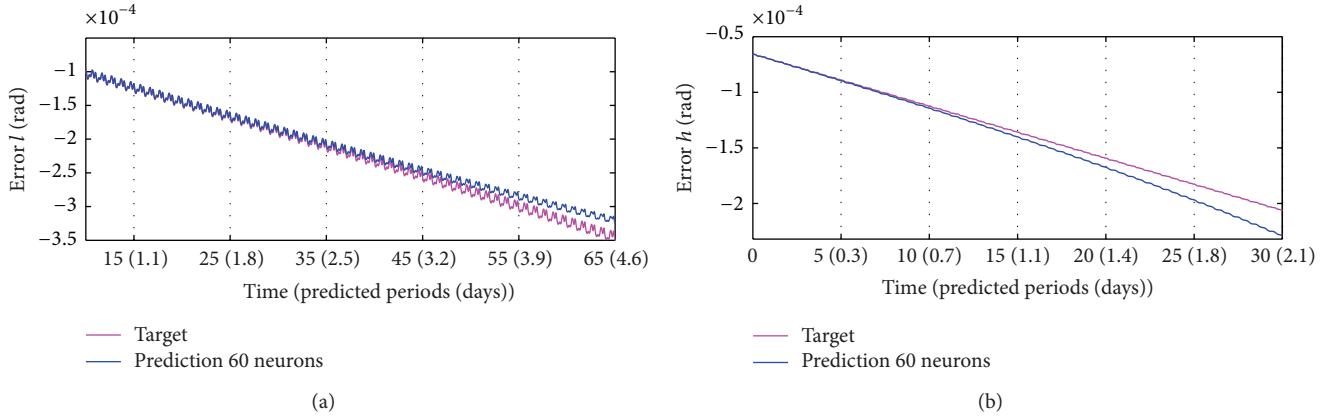 ×10−4
Error l (rad)
−1
−1.5
−2
−2.5
−3
−3.5
15 (1.1) 25 (1.8) 35 (2.5) 45 (3.2) 55 (3.9) 65 (4.6)
Time (predicted periods (days))
Target
Prediction 60 neurons
(a)
×10−4
Error h (rad)
−0.5
−1
−1.5
−2
0 5 (0.3) 10 (0.7) 15 (1.1) 20 (1.4) 25 (1.8) 30 (2.1)
Time (predicted periods (days))
Target
Prediction 60 neurons
(b)